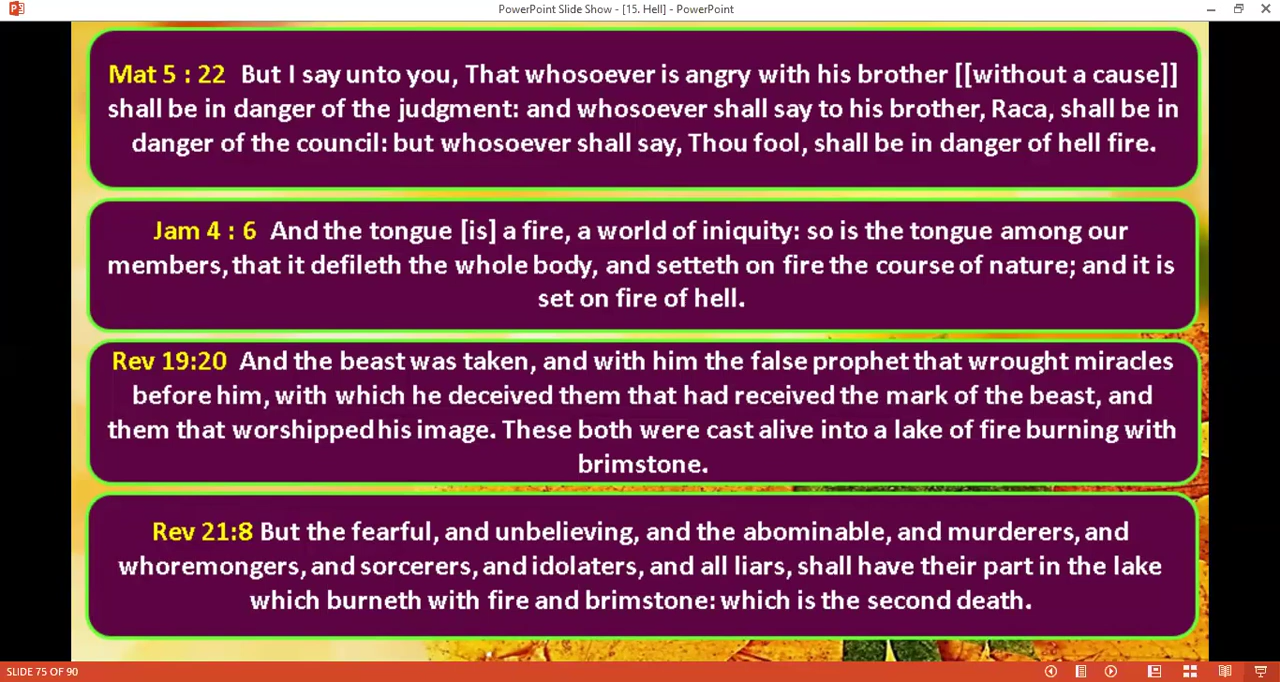 PowerPoint Slide Show - [15. Hell] - PowerPoint
Mat 5 : 22 But I say unto you, That whosoever is angry with his brother [[without a cause]]
shall be in danger of the judgment: and whosoever shall say to his brother, Raca, shall be in
danger of the council: but whosoever shall say, Thou fool, shall be in danger of hell fire.
Jam 4 : 6 And the tongue [is] a fire, a world of iniquity: so is the tongue among our
members, that it defileth the whole body, and setteth on fire the course of nature; and it is
set on fire of hell.
Rev 19:20 And the beast was taken, and with him the false prophet that wrought miracles
before him, with which he deceived them that had received the mark of the beast, and
them that worshipped his image. These both were cast alive into a lake of fire burning with
brimstone.
Rev 21:8 But the fearful, and unbelieving, and the abominable, and murderers, and
whoremongers, and sorcerers, and idolaters, and all liars, shall have their part in the lake
which burneth with fire and brimstone: which is the second death.
SLIDE 75 OF 90